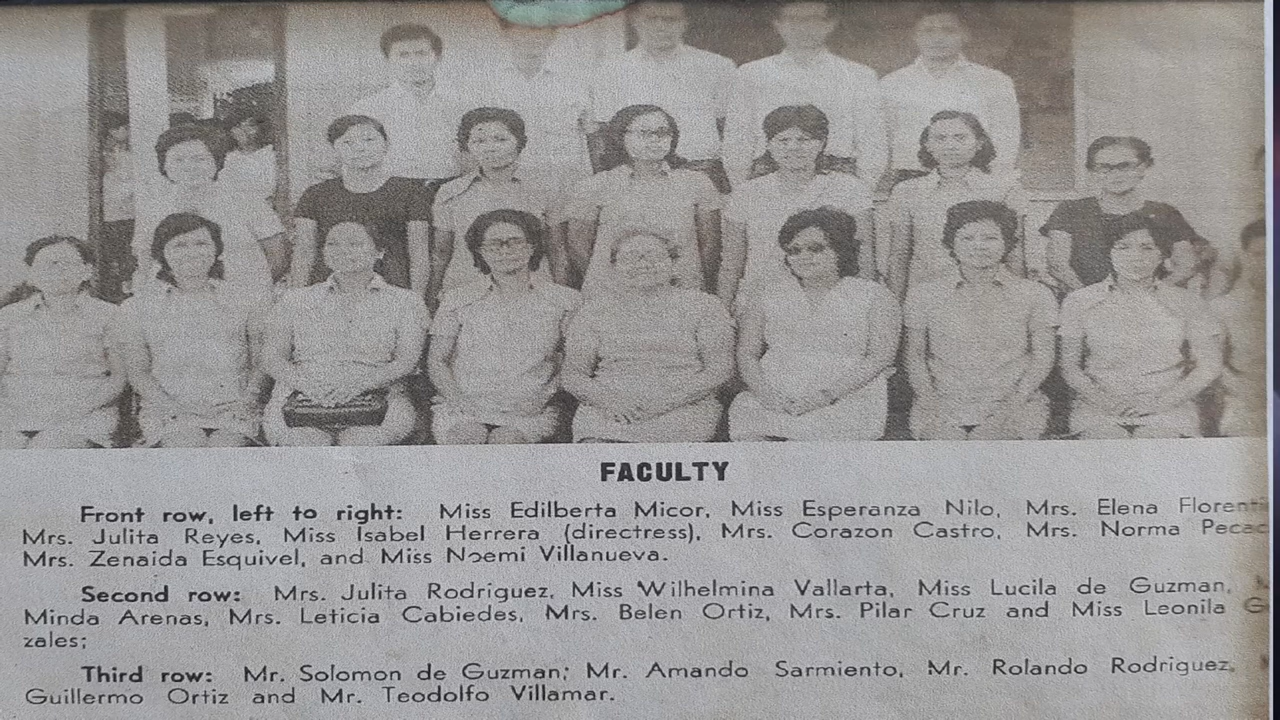 FACULTY
Front row, left to right: Miss Edilberta Micor, Miss Esperanza Nilo, Mrs. Elena
Mrs. Julita Reyes, Miss Isabel Herrera (directress), Mrs. Corazon Castro, Mrs. Norma
Mrs. Zenaida Esquivel, and Miss Noemi Villanueva.
Second row: Mrs. Julita Rodriguez, Miss Wilhelmina Vallarta, Miss Lucila de Guzman,
Minda Arenas, Mrs. Leticia Cabiedes, Mrs. Belen Ortiz, Mrs. Pilar Cruz and Miss Leonila
zales;
Third row: Mr. Solomon de Guzman; Mr. Amando Sarmiento, Mr. Rolando Rodriguez,
Guillermo Ortiz and Mr. Teodolfo Villamar.